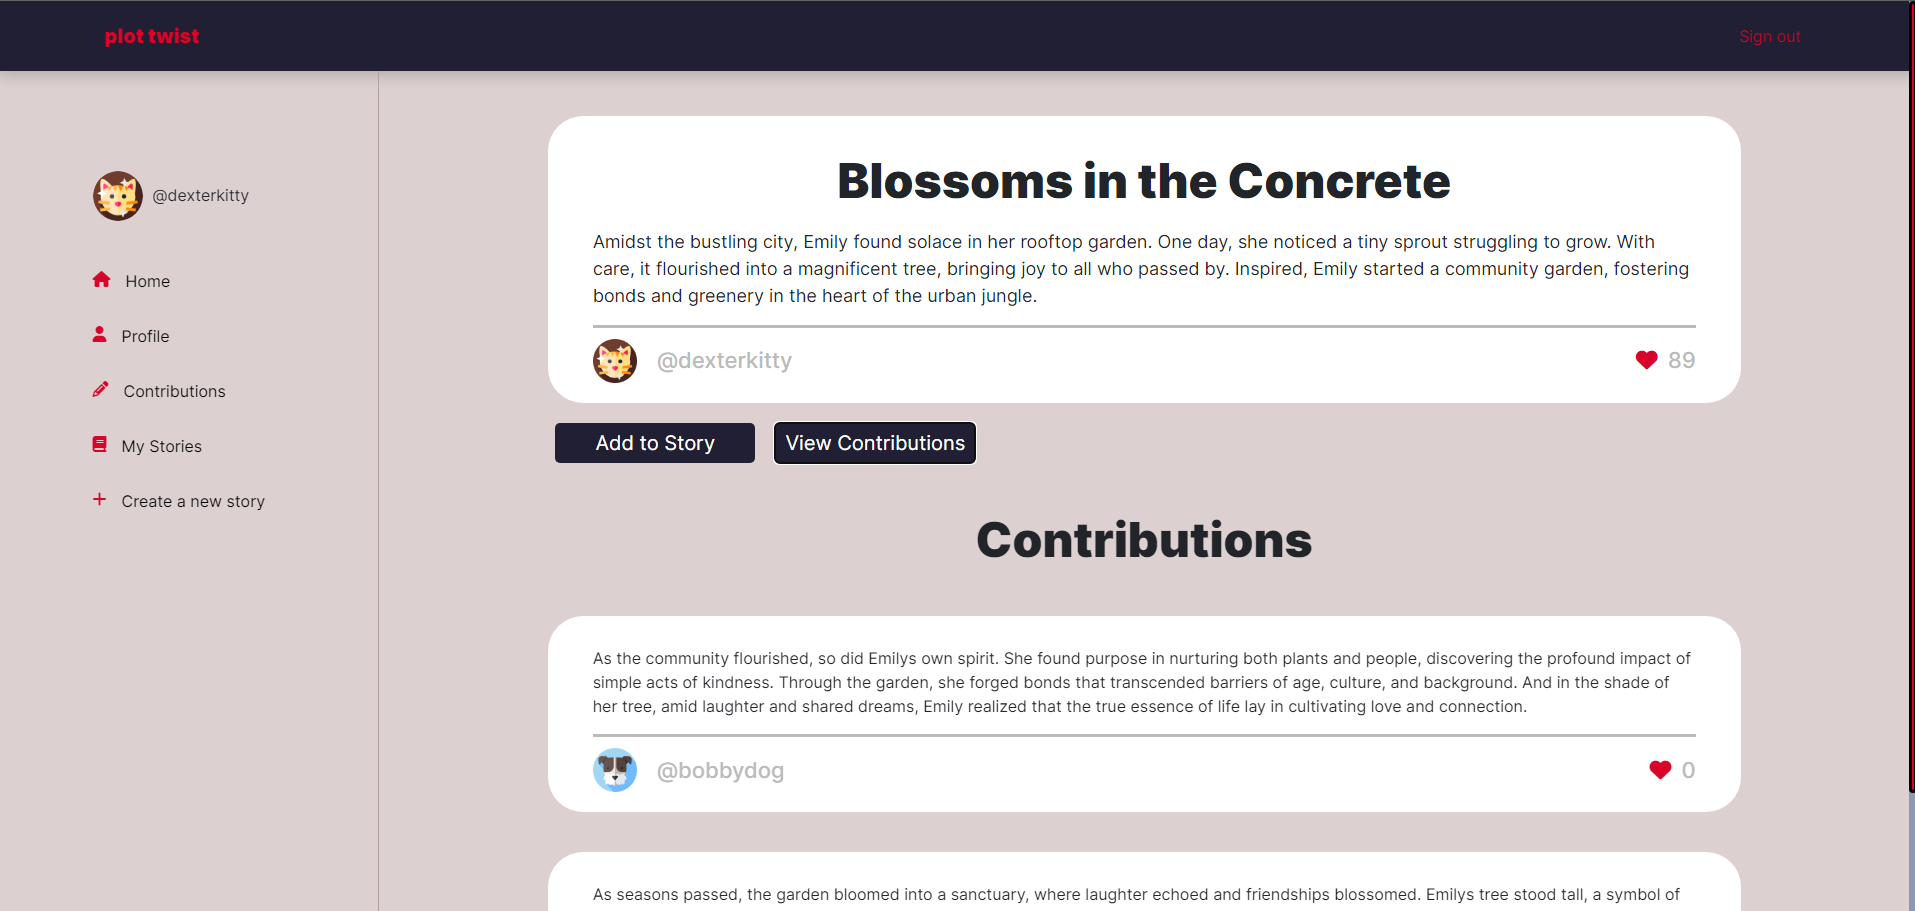 plot twist
Sign out
@dexterkitty
Home
Profile
Contributions
My Stories
Create a new story
Blossoms in the Concrete
Amidst the bustling city, Emily found solace in her rooftop garden. One day, she noticed a tiny sprout struggling to grow. With
care, it flourished into a magnificent tree, bringing joy to all who passed by. Inspired, Emily started a community garden, fostering
bonds and greenery in the heart of the urban jungle.
@dexterkitty
89
Add to Story
View Contributions
Contributions
As the community flourished, so did Emilys own spirit. She found purpose in nurturing both plants and people, discovering the profound impact of
simple acts of kindness. Through the garden, she forged bonds that transcended barriers of age, culture, and background. And in the shade of
her tree, amid laughter and shared dreams, Emily realized that the true essence of life lay in cultivating love and connection.
@bobbydog
0
As seasons passed, the garden bloomed into a sanctuary, where laughter echoed and friendships blossomed. Emilys tree stood tall, a symbol of